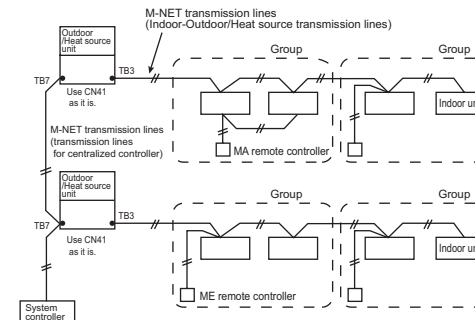 M-NET transmission lines
(Indoor-Outdoor/Heat source transmission lines)
Outdoor
/Heat source
unit
TB7
TB3
Use CN41
as it is.
Group
Group
Indoor un
MA remote controller
M-NET transmission lines
(transmission lines
for centralized controller)
Outdoor
/Heat source
unit
TB7
TB3
Use CN41
as it is.
Group
Group
Indoor un
ME remote controller
System
controller